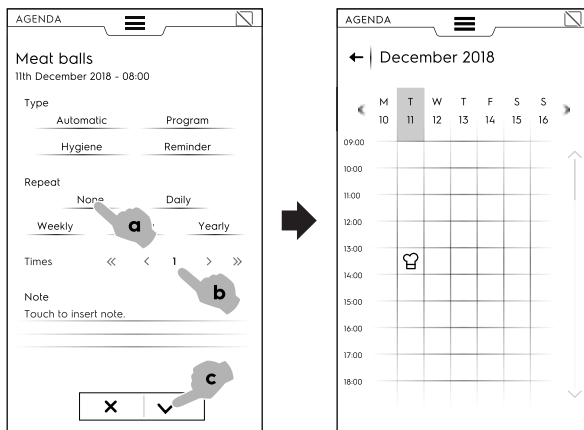 AGENDA
Meat balls
11th December 2018 - 08:00
Type
Automatic Program
Hygiene Reminder
Repeat
None Daily
a
Weekly Yearly
Times « < 1 > »
b
Note
Touch to insert note.
c
AGENDA
December 2018
M T W T F S S
10 11 12 13 14 15 16
09:00
10:00
11:00
12:00
13:00
14:00
15:00
16:00
17:00
18:00